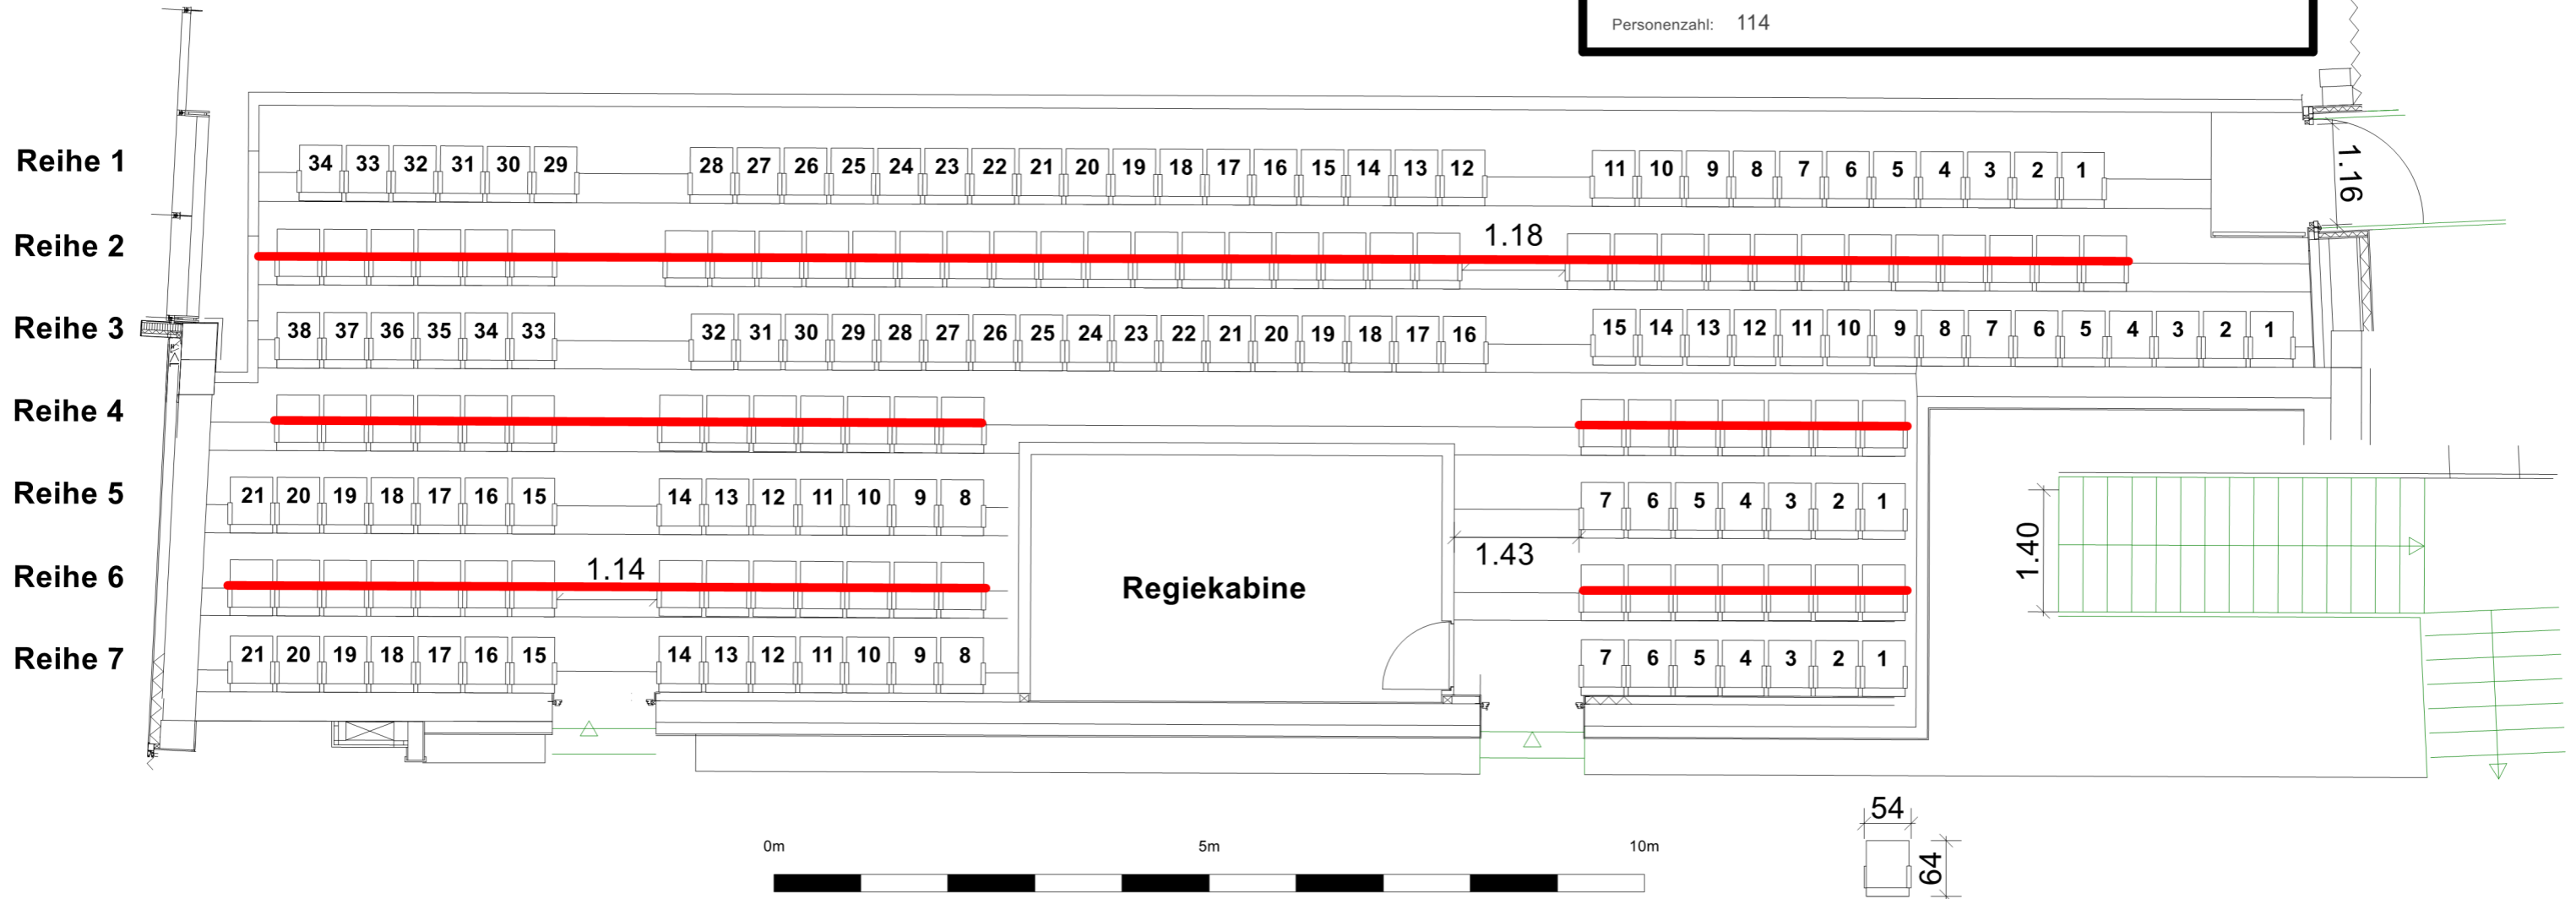 Personenzahl: 114
Reihe 1 34 33 32 31 30 29 28 27 26 25 24 23 22 21 20 19 18 17 16 15 14 13 12 11 10 9 8 7 6 5 4 3 2 1
1.16
Reihe 2 1.18
Reihe 3 38 37 36 35 34 33 32 31 30 29 28 27 26 25 24 23 22 21 20 19 18 17 16 15 14 13 12 11 10 9 8 7 6 5 4 3 2 1
Reihe 4
Reihe 5 21 20 19 18 17 16 15 14 13 12 11 10 9 8 7 6 5 4 3 2 1
1.43
1.40
Reihe 6 1.14
Regiekabine
Reihe 7 21 20 19 18 17 16 15 14 13 12 11 10 9 8 7 6 5 4 3 2 1
54
64
0m 5m 10m